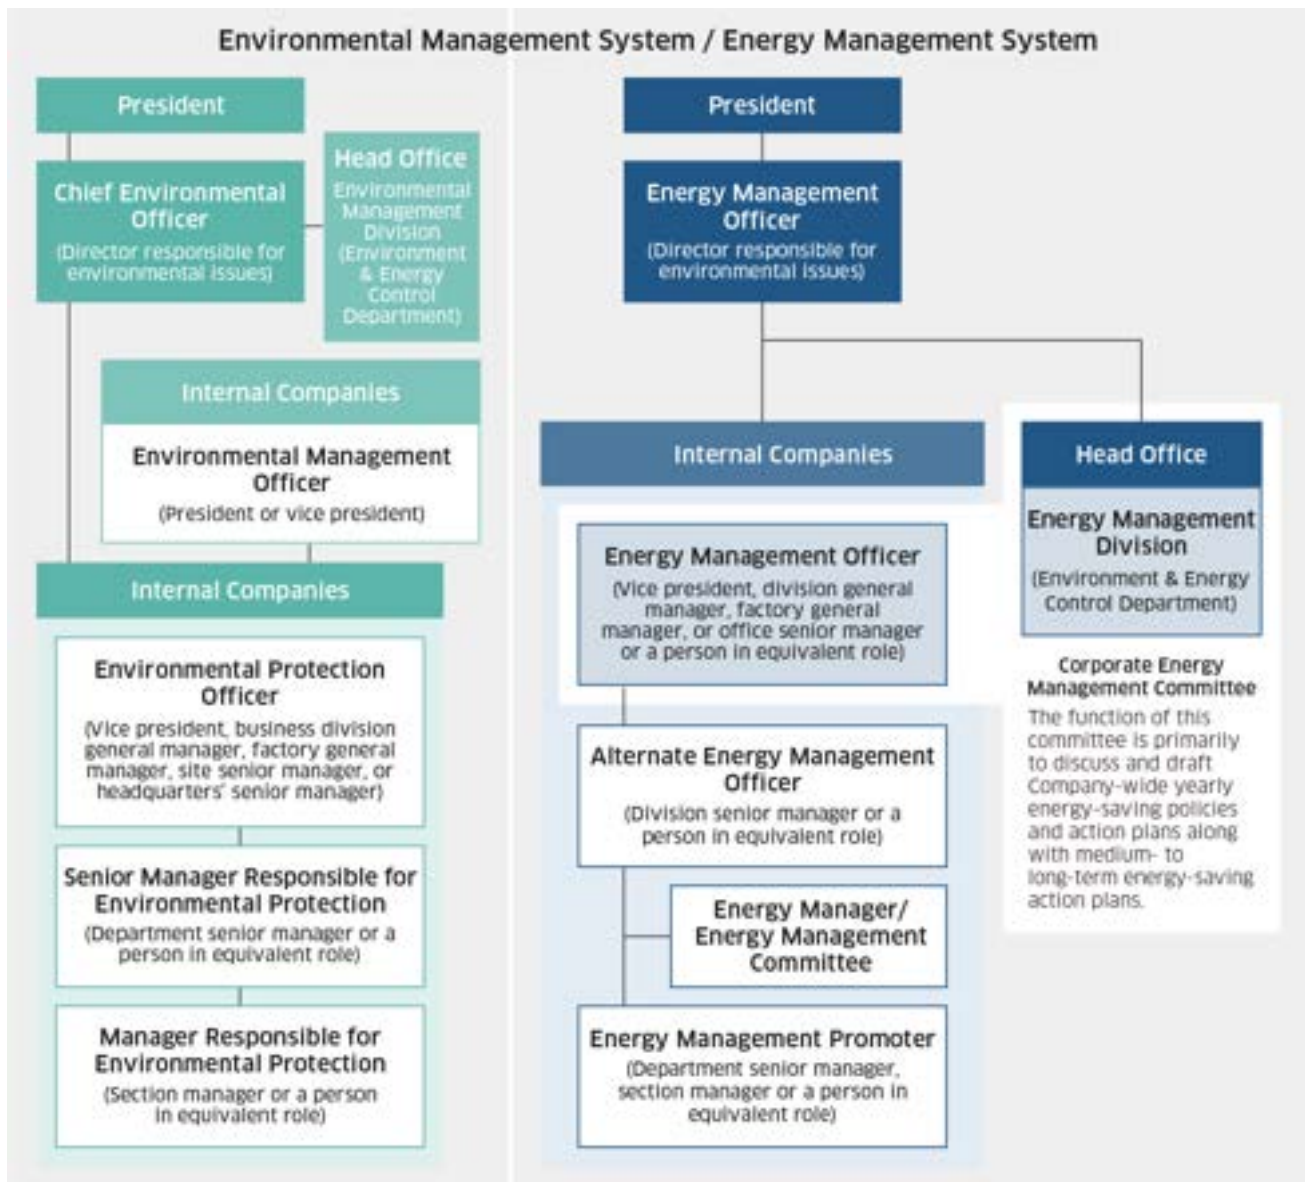 Environmental Management System / Energy Management System
President
Chief Environmental
Officer
(Director responsible for
environmental issues)
Head Office
Environmental
Management
Division
(Environment
& Energy
Control
Department)
Internal Companies
Environmental Management
Officer
(President or vice president)
Internal Companies
Environmental Protection
Officer
(Vice president, business division
general manager, factory general
manager, site senior manager, or
headquarters' senior manager)
Senior Manager Responsible for
Environmental Protection
(Department senior manager or a
person in equivalent role)
Manager Responsible for
Environmental Protection
(Section manager or a person
in equivalent role)
President
Energy Management
Officer
(Director responsible for
environmental issues)
Internal Companies
Energy Management Officer
(Vice president, division general
manager, factory general
manager, or office senior manager
or a person in equivalent role)
Alternate Energy Management
Officer
(Division senior manager or a
person in equivalent role)
Energy Manager/
Energy Management
Committee
Energy Management Promoter
(Department senior manager,
section manager or a person in
equivalent role)
Head Office
Energy Management
Division
(Environment & Energy
Control Department)
Corporate Energy
Management Committee
The function of this
committee is primarily
to discuss and draft
Company-wide yearly
energy-saving policies
and action plans along
with medium- to
long-term energy-saving
action plans.